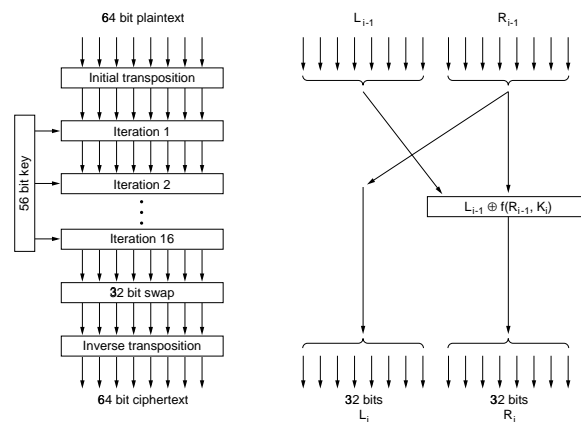 64 bit plaintext
Initial transposition
56 bit key
Iteration 1
Iteration 2
Iteration 16
32 bit swap
Inverse transposition
64 bit ciphertext
L_{i-1}
R_{i-1}
L_{i-1} ⊕ f(R_{i-1}, K_i)
32 bits
L_i
32 bits
R_i